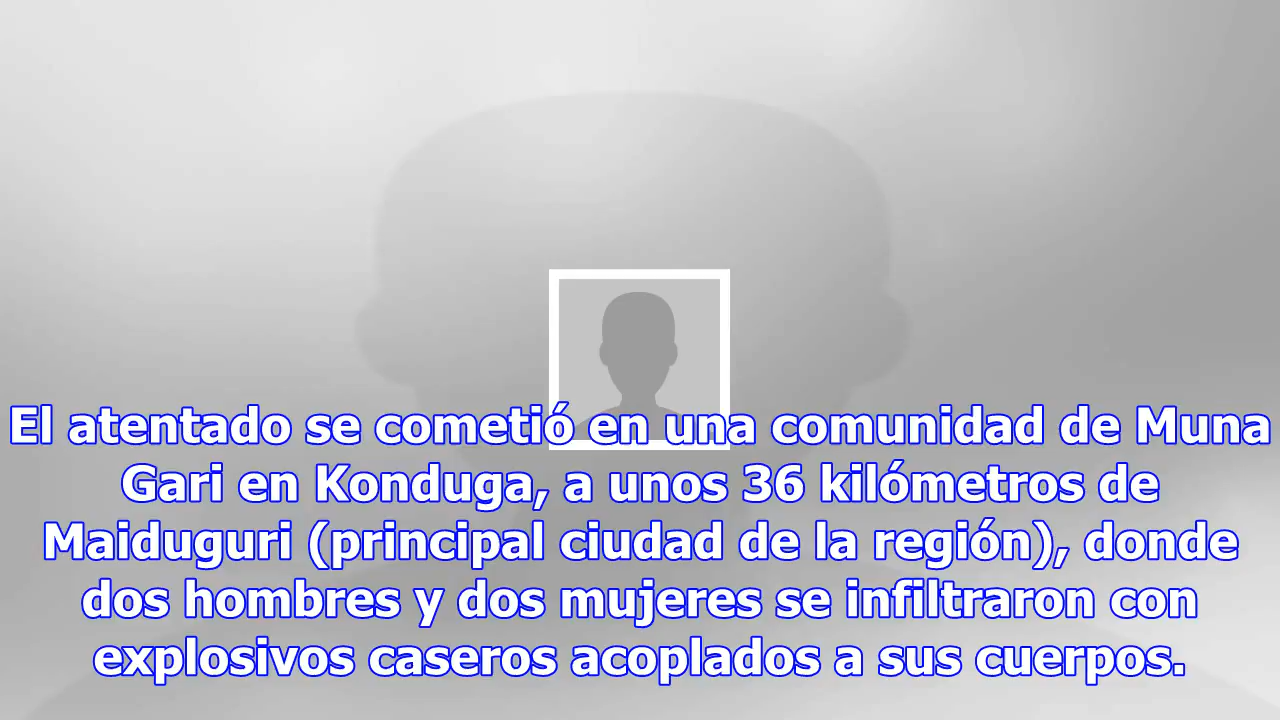 El atentado se cometió en una comunidad de Muna
Gari en Konduga, a unos 36 kilómetros de
Maiduguri (principal ciudad de la región), donde
dos hombres y dos mujeres se infiltraron con
explosivos caseros acoplados a sus cuerpos.